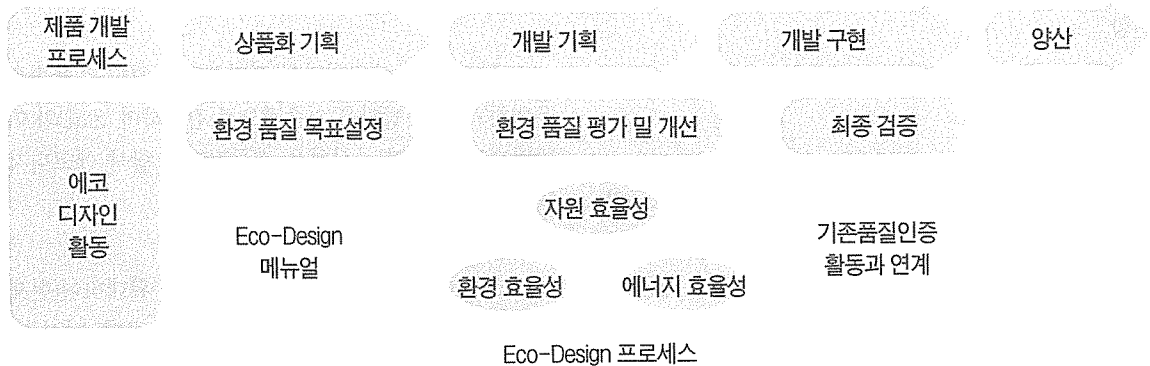 제품 개발
프로세스
상품화 기획
개발 기획
개발 구현
양산
에코
디자인
활동
환경 품질 목표설정
환경 품질 평가 밑 개선
최종 검증
Eco-Design
메뉴얼
자원 효율성
환경 효율성
에너지 효율성
기존품질인증
활동과 연계
Eco-Design 프로세스